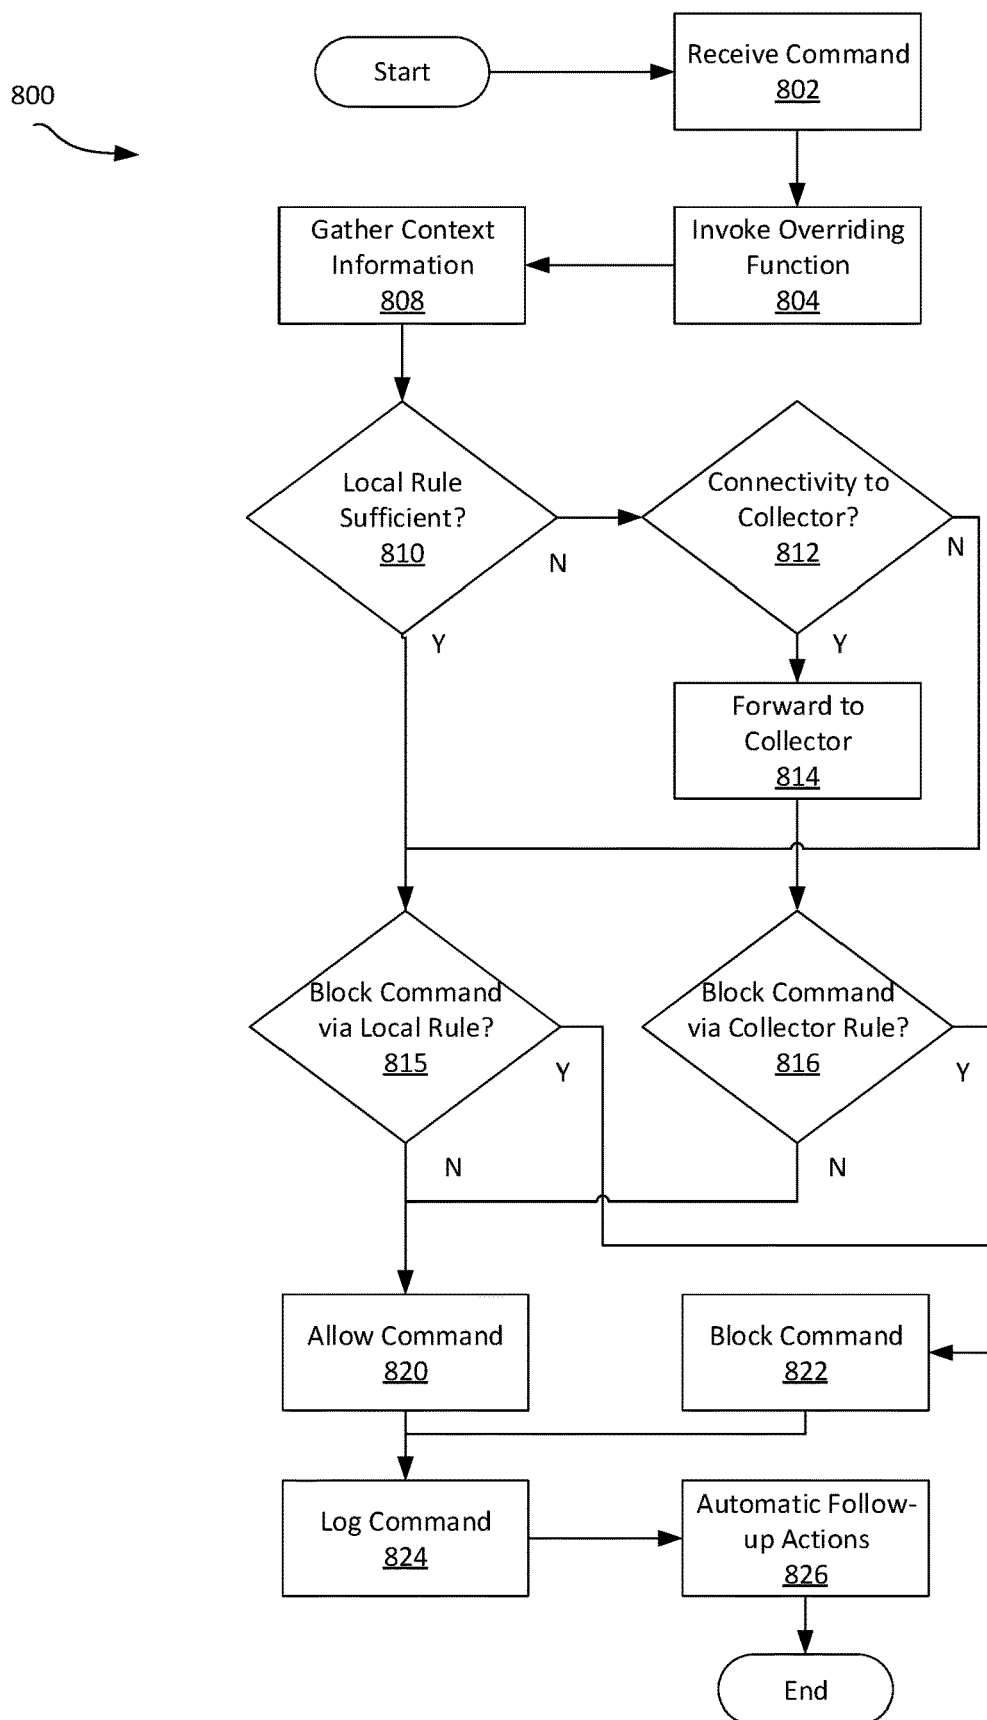 Start
Receive Command
802
800
Gather Context
Information
808
Invoke Overriding
Function
804
Local Rule
Sufficient?
810
N
Y
Connectivity to
Collector?
812
N
Y
Forward to
Collector
814
Block Command
via Local Rule?
815
Y
N
Block Command
via Collector Rule?
816
Y
N
Allow Command
820
Block Command
822
Log Command
824
Automatic Follow-
up Actions
826
End